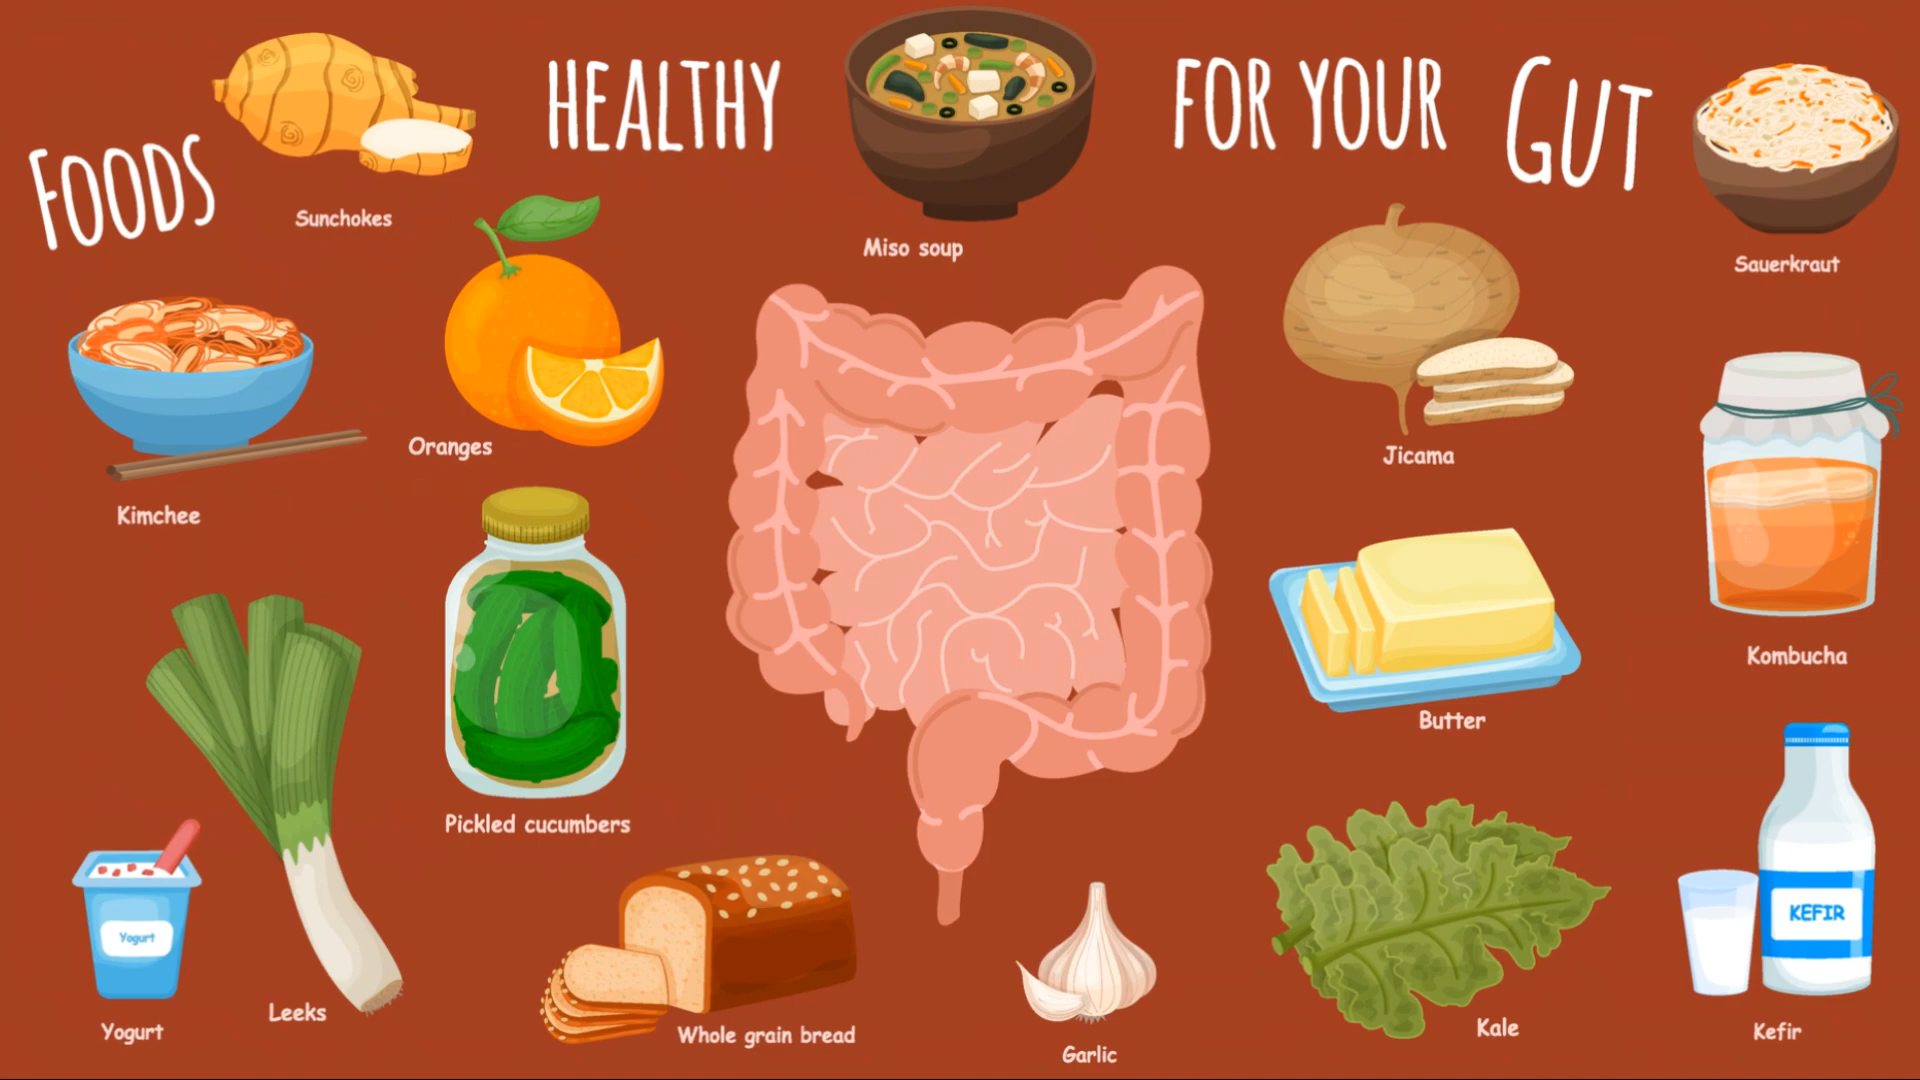 FOODS
HEALTHY
FOR YOUR
GUT
Sunchokes
Miso soup
Sauerkraut
Oranges
Jicama
Kimchee
Kombucha
Butter
Pickled cucumbers
KEFIR
Yogurt
Leeks
Yogurt
Whole grain bread
Garlic
Kale
Kefir